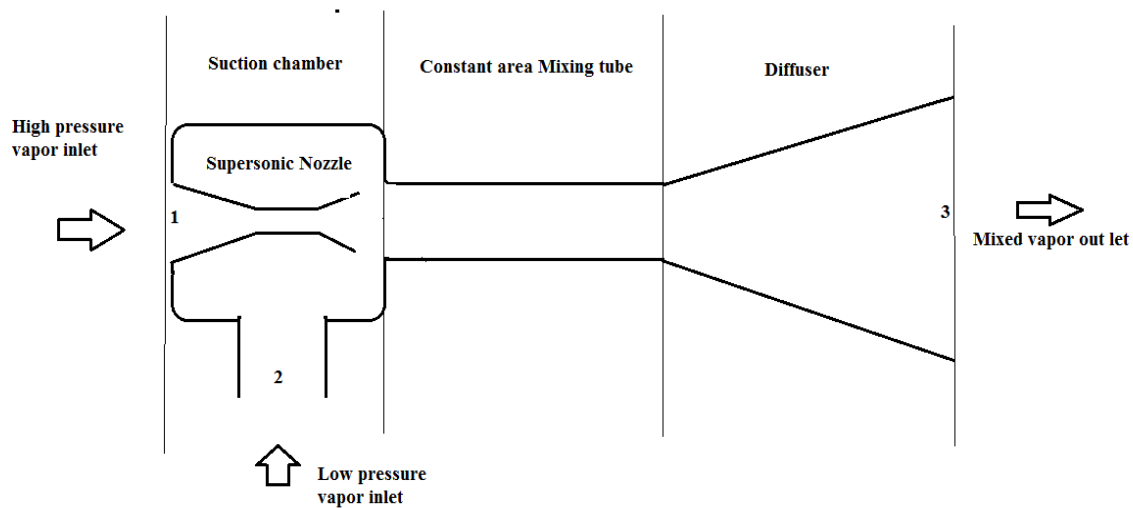 Suction chamber
Constant area Mixing tube
Diffuser
High pressure
vapor inlet
Supersonic Nozzle
1
3
Mixed vapor out let
2
Low pressure
vapor inlet